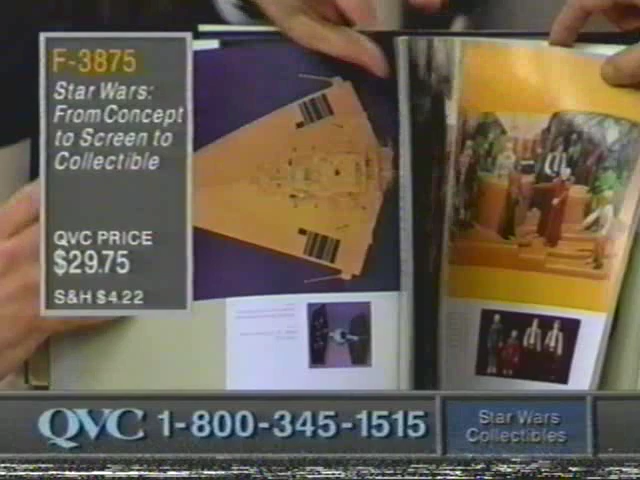 F-3875
Star Wars:
From Concept
to Screen to
Collectible
QVC PRICE
$29.75
S&H $4.22
QVC 1-800-345-1515
Star Wars
Collectibles